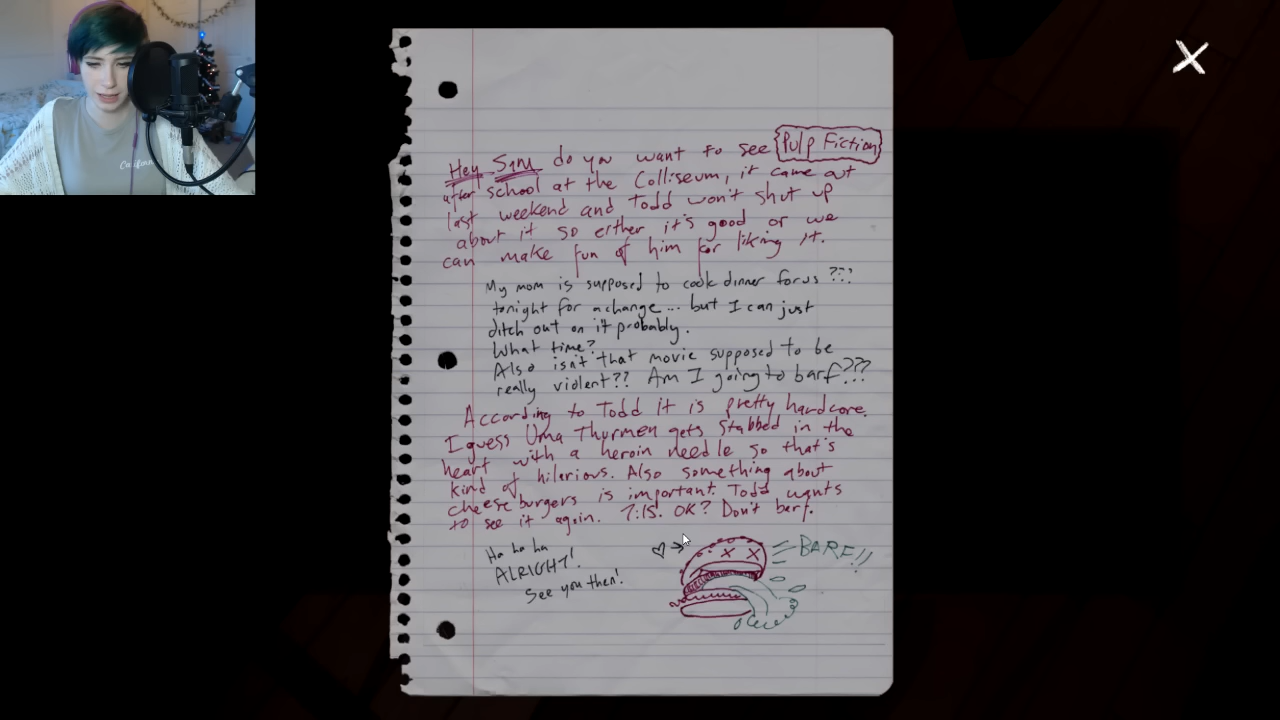 Hey Sam do you want to see Pulp Fiction
after school at the Colliseum, it came out
last weekend and Todd won't shut up
about it so either it's good or we
can make fun of him for liking it.
My mom is supposed to cook dinner for us ???
tonight for a change... but I can just
ditch out on it probably.
What time?
Also isn't that movie supposed to be
really violent?? Am I going to barf???
According to Todd it is pretty hardcore.
I guess Uma Thurmen gets stabbed in the
heart with a heroin needle so that's
kind of hilerious. Also something about
cheeseburgers is important. Todd wants
to see it again. 7:15. OK? Don't barf.
Ha ha ha
ALRIGHT!
See you then!
BARF!!